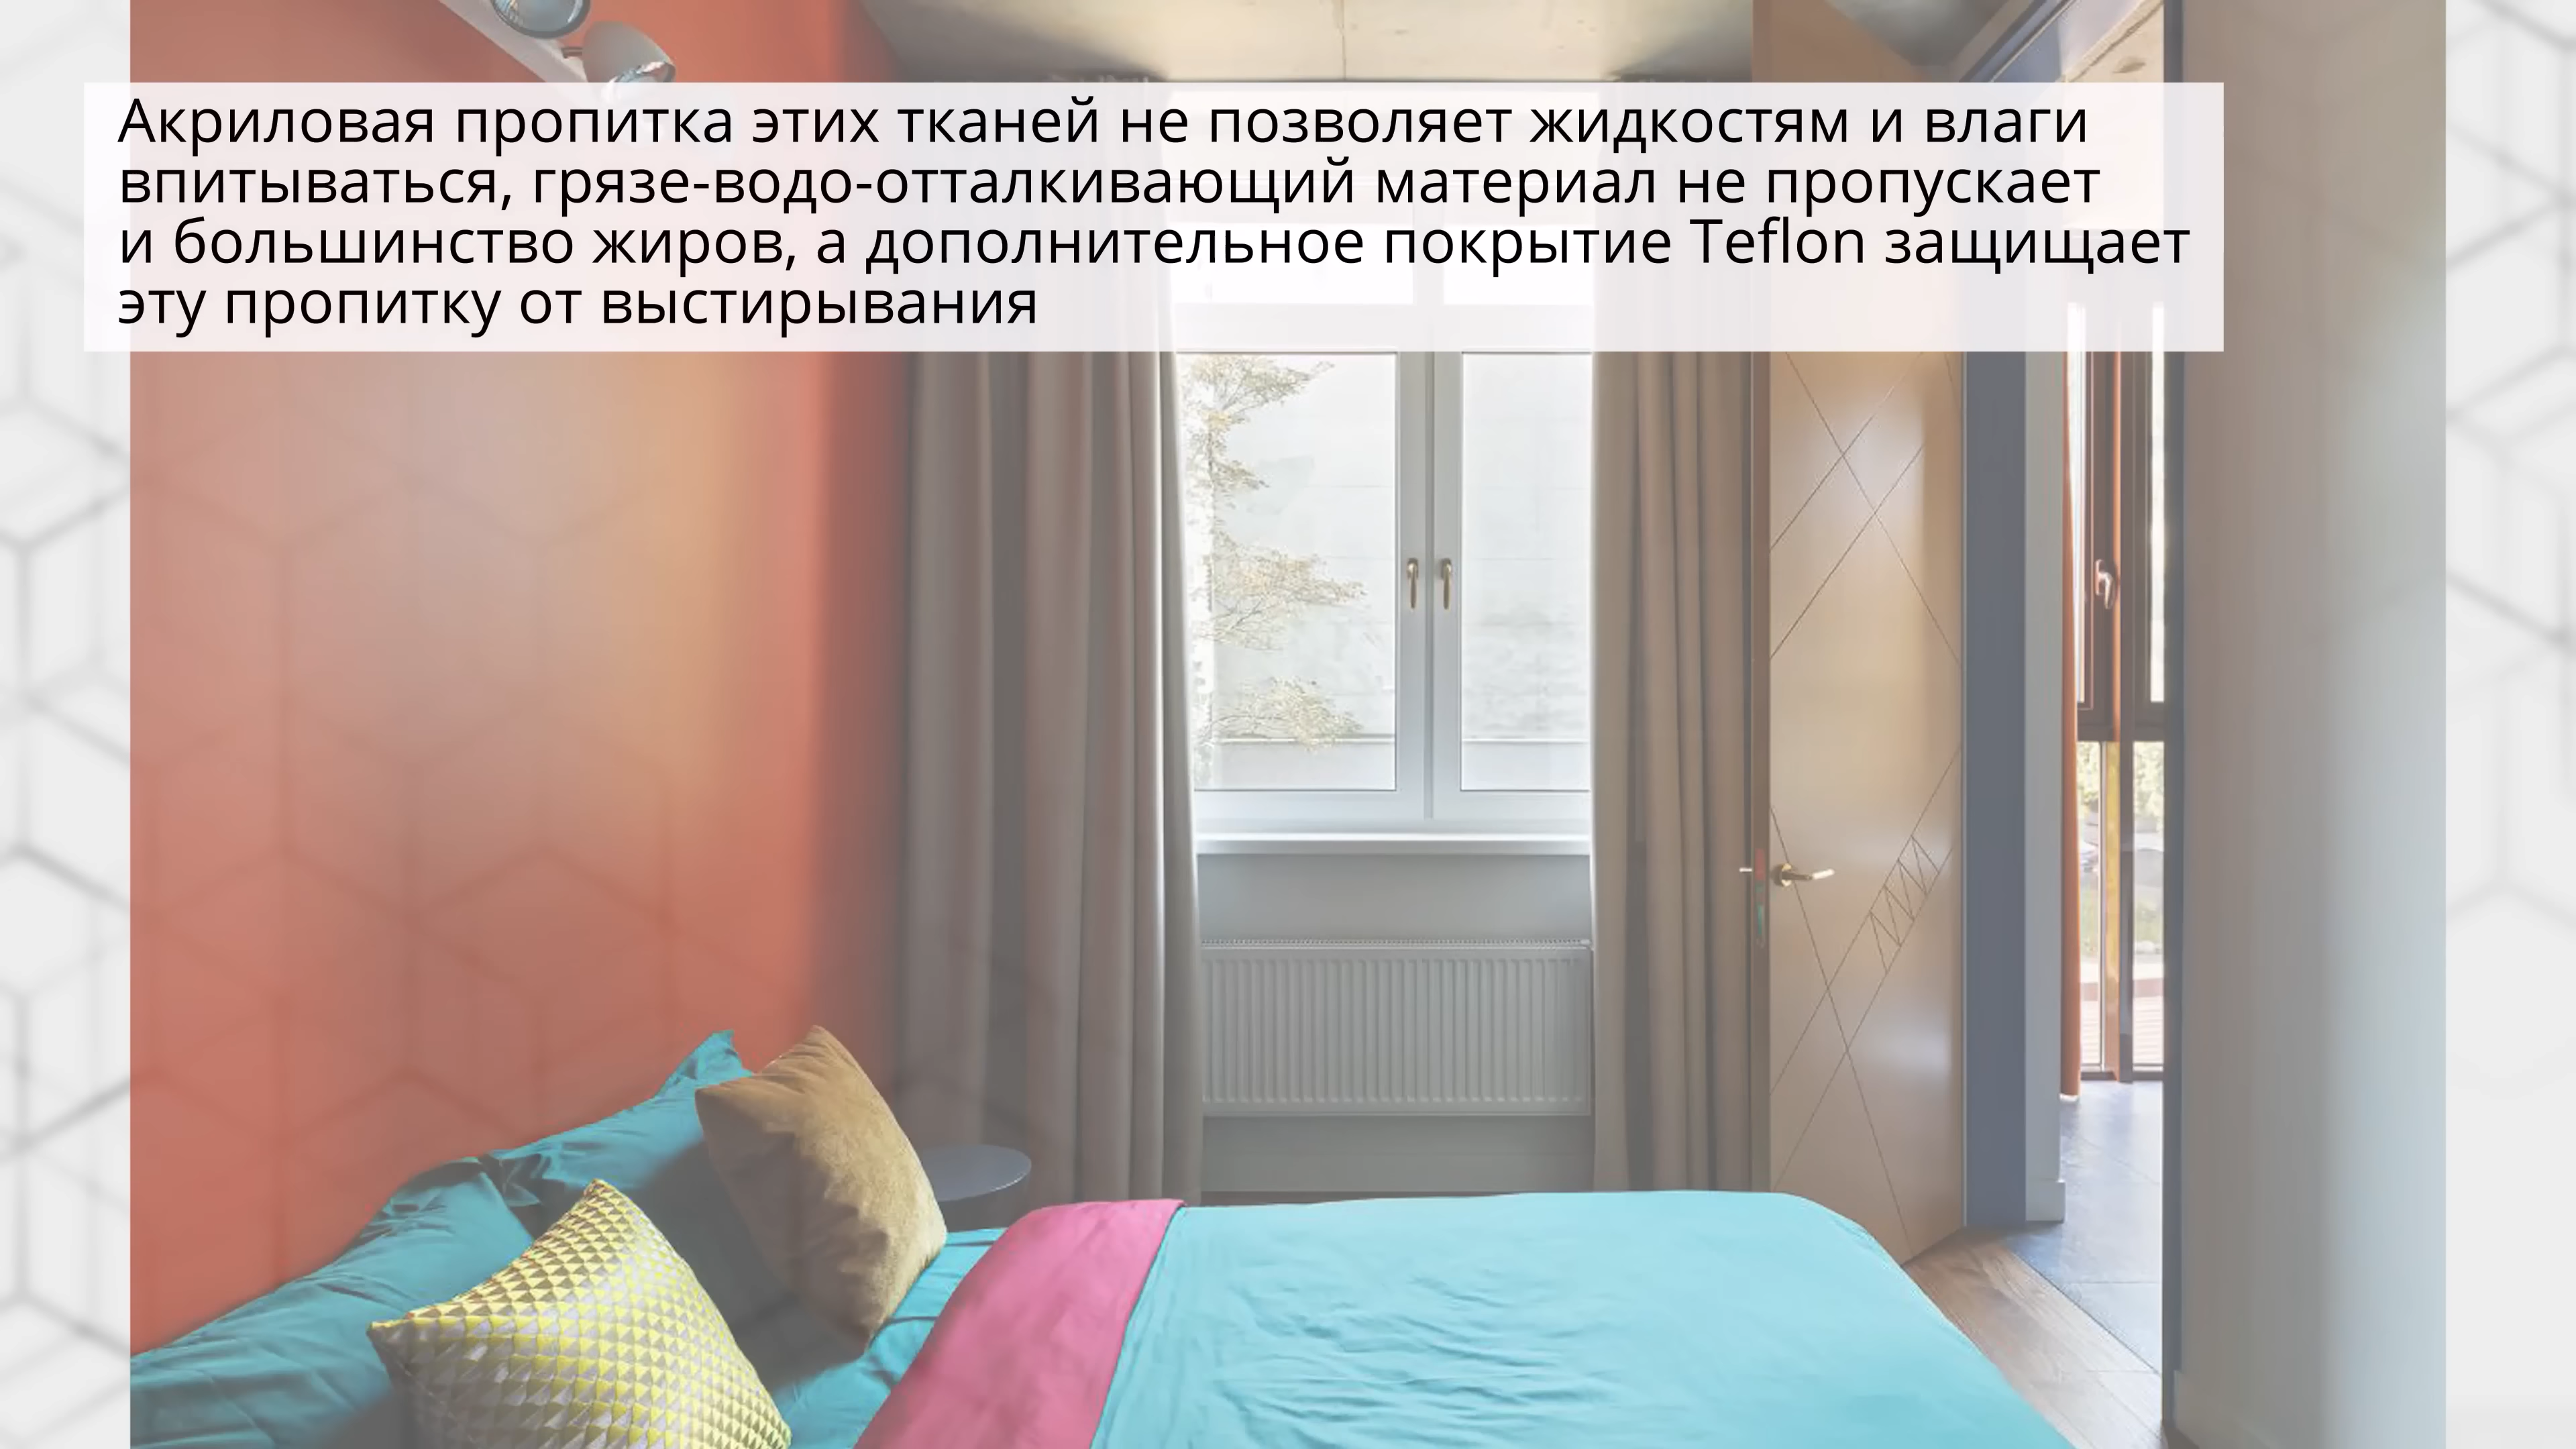 Акриловая пропитка этих тканей не позволяет жидкостям и влаги
впитываться, грязе-водо-отталкивающий материал не пропускает
и большинство жиров, а дополнительное покрытие Teflon защищает
эту пропитку от выстирывания